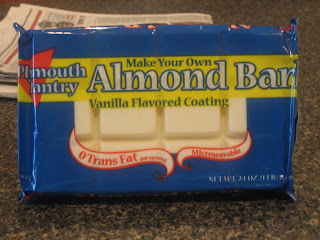 Make Your Own
Plymouth
Pantry
Almond Bar
Vanilla Flavored Coating
0 Trans Fat per serving
Microwavable
NET WT. 24 OZ.